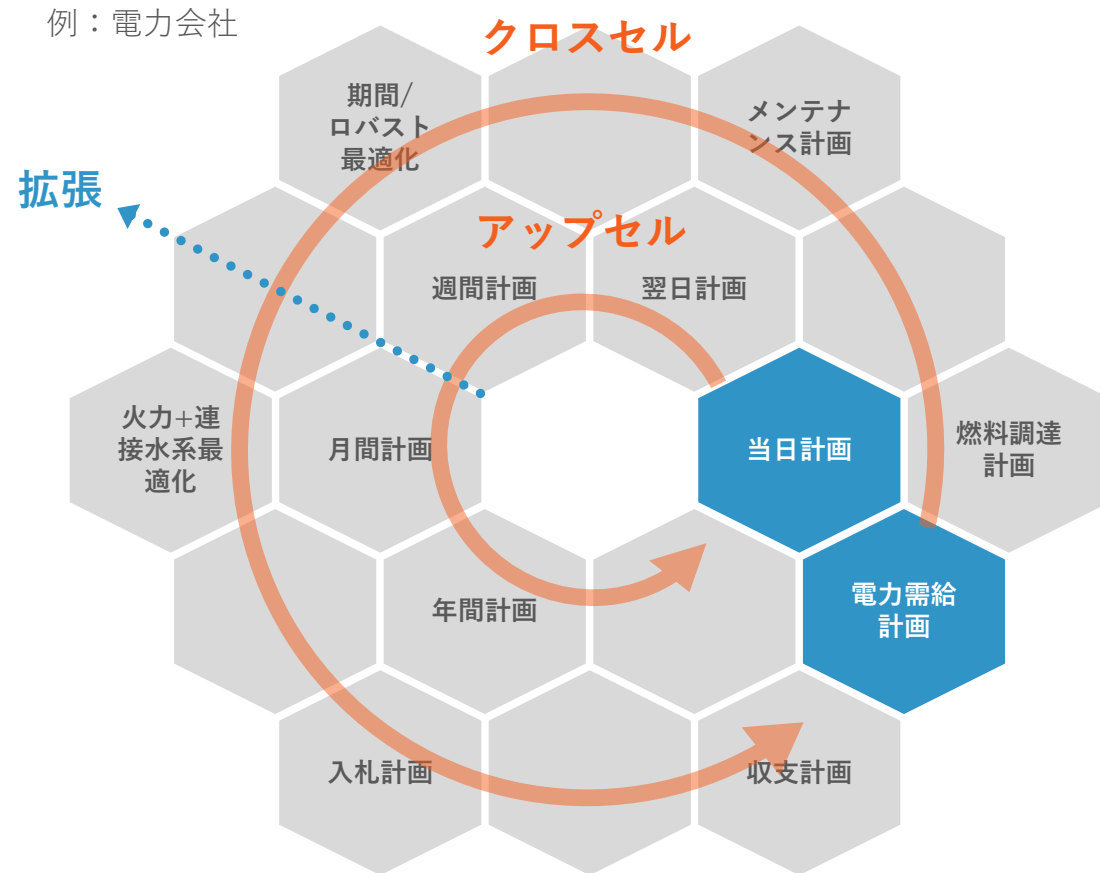 例：電力会社
クロスセル
期間/
ロバスト
最適化
メンテナ
ンス計画
拡張
アップセル
週間計画
翌日計画
火力+連
接水系最
適化
月間計画
当日計画
燃料調達
計画
年間計画
電力需給
計画
入札計画
収支計画